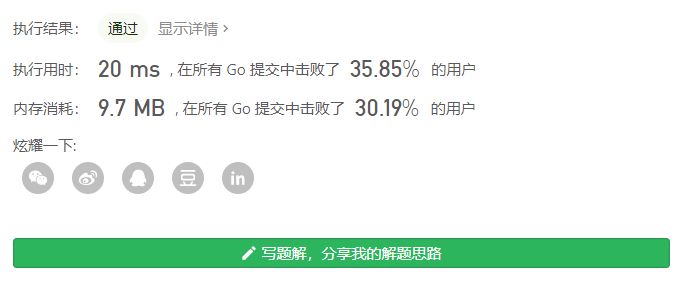 执行结果： 通过 显示详情 >
执行用时： 20 ms , 在所有 Go 提交中击败了 35.85% 的用户
内存消耗： 9.7 MB , 在所有 Go 提交中击败了 30.19% 的用户
炫耀一下:
豆 in
写题解，分享我的解题思路